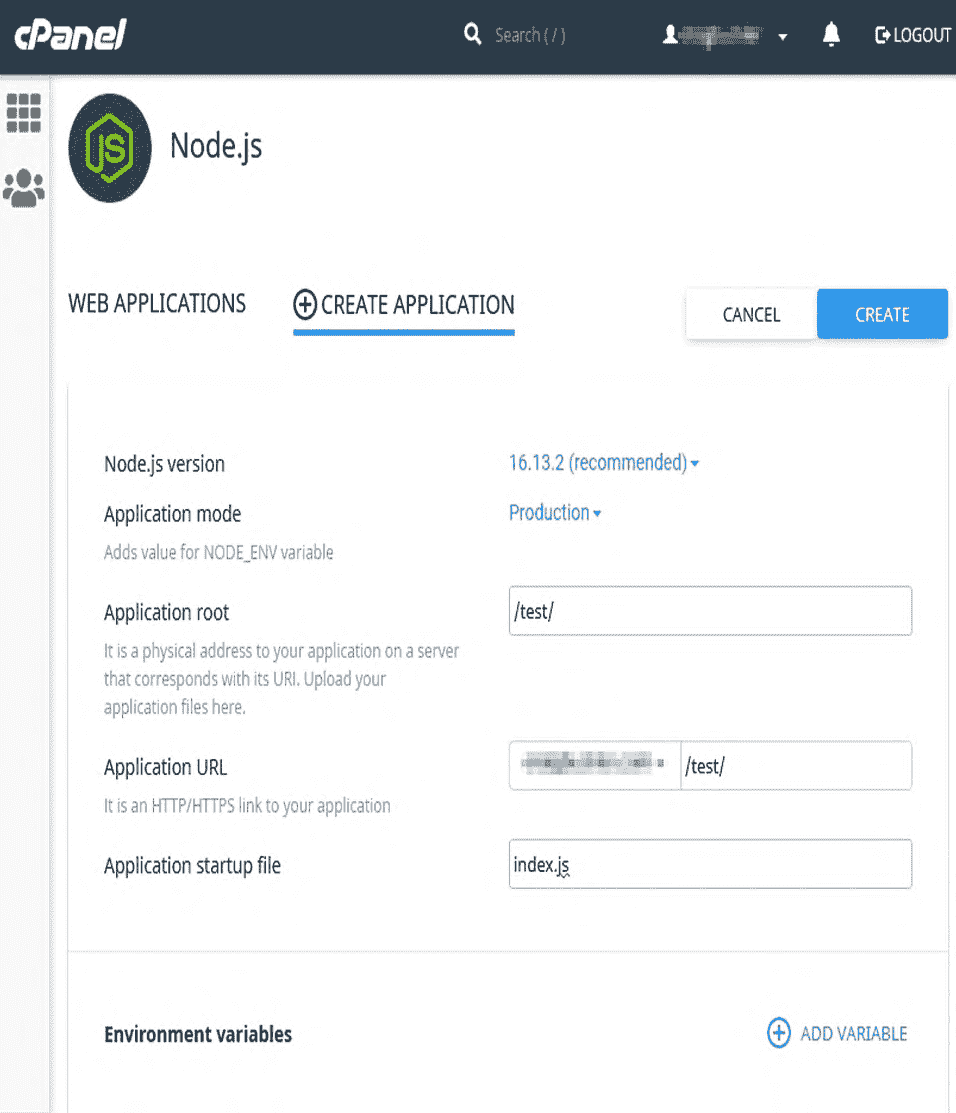 cPanel
Search ( / )
LOGOUT
JS
Node.js
WEB APPLICATIONS
CREATE APPLICATION
CANCEL
CREATE
Node.js version
16.13.2 (recommended)
Application mode
Production
Adds value for NODE_ENV variable
Application root
/test/
It is a physical address to your application on a server
that corresponds with its URI. Upload your
application files here.
Application URL
/test/
It is an HTTP/HTTPS link to your application
Application startup file
index.js
Environment variables
ADD VARIABLE